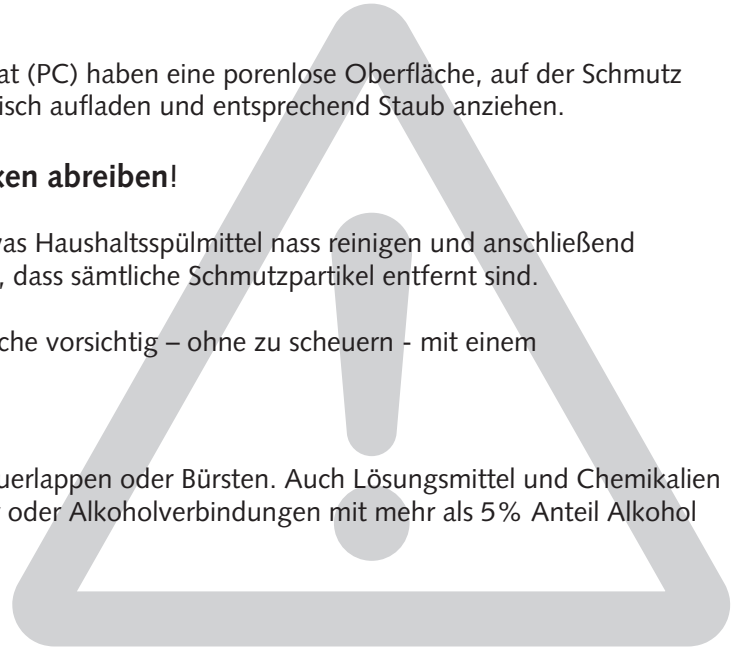 at (PC) haben eine porenlose Oberfläche, auf der Schmutz
isch aufladen und entsprechend Staub anziehen.
ken abreiben!
was Haushaltsspülmittel nass reinigen und anschließend
, dass sämtliche Schmutzpartikel entfernt sind.
che vorsichtig – ohne zu scheuern - mit einem
uerlappen oder Bürsten. Auch Lösungsmittel und Chemikalien
oder Alkoholverbindungen mit mehr als 5% Anteil Alkohol